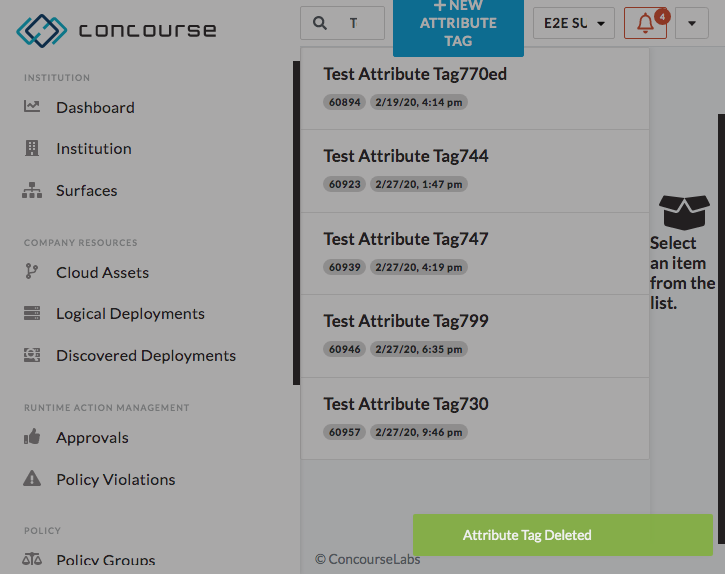 concourse
INSTITUTION
Dashboard
Institution
Surfaces
COMPANY RESOURCES
Cloud Assets
Logical Deployments
Discovered Deployments
RUNTIME ACTION MANAGEMENT
Approvals
Policy Violations
POLICY
Policy Groups
T
+ NEW
ATTRIBUTE
TAG
E2E SU
4
Test Attribute Tag770ed
60894 2/19/20, 4:14 pm
Test Attribute Tag744
60923 2/27/20, 1:47 pm
Test Attribute Tag747
60939 2/27/20, 4:19 pm
Test Attribute Tag799
60946 2/27/20, 6:35 pm
Test Attribute Tag730
60957 2/27/20, 9:46 pm
Select
an item
from the
list.
Attribute Tag Deleted
© ConcourseLabs